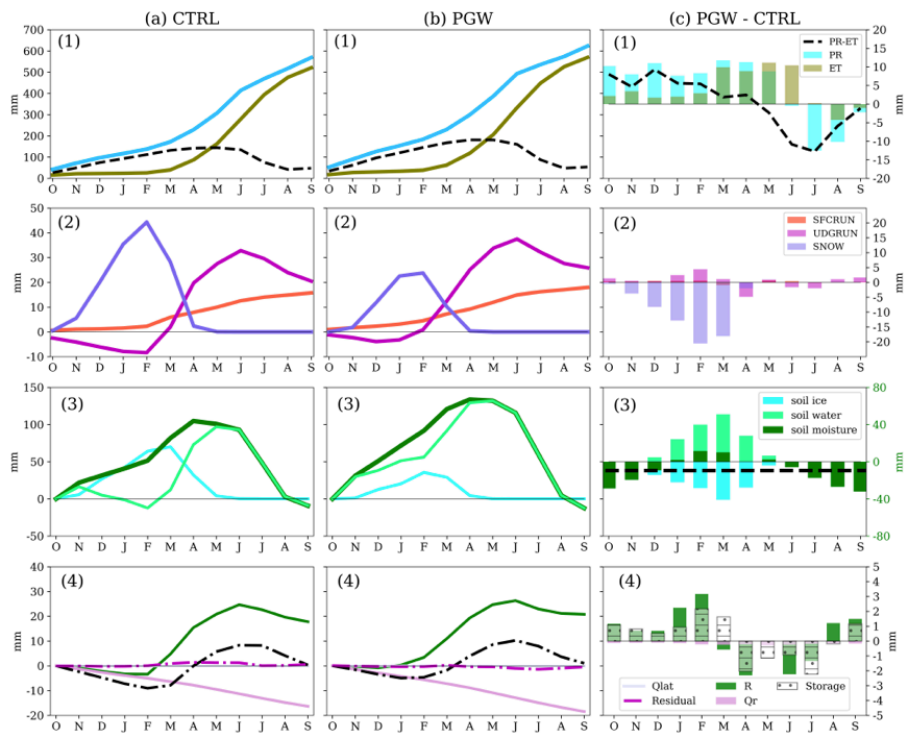 (a) CTRL (b) PGW (c) PGW - CTRL
(1) (1) (1)
700 600 500 400 300 200 100 0
mm
20 15 10 5 0 -5 -10 -15 -20
mm
PR-ET
PR
ET
O N D J F M A M J J A S O N D J F M A M J J A S O N D J F M A M J J A S
(2) (2) (2)
50 40 30 20 10 0 -10
mm
20 15 10 5 0 -5 -10 -15 -20
mm
SFCRUN
UDGRUN
SNOW
O N D J F M A M J J A S O N D J F M A M J J A S O N D J F M A M J J A S
(3) (3) (3)
150 100 50 0 -50
mm
80 40 0 -40 -80
mm
soil ice
soil water
soil moisture
O N D J F M A M J J A S O N D J F M A M J J A S O N D J F M A M J J A S
(4) (4) (4)
40 30 20 10 0 -10 -20
mm
5 4 3 2 1 0 -1 -2 -3 -4 -5
mm
Qlat R Storage
Residual Qr
O N D J F M A M J J A S O N D J F M A M J J A S O N D J F M A M J J A S